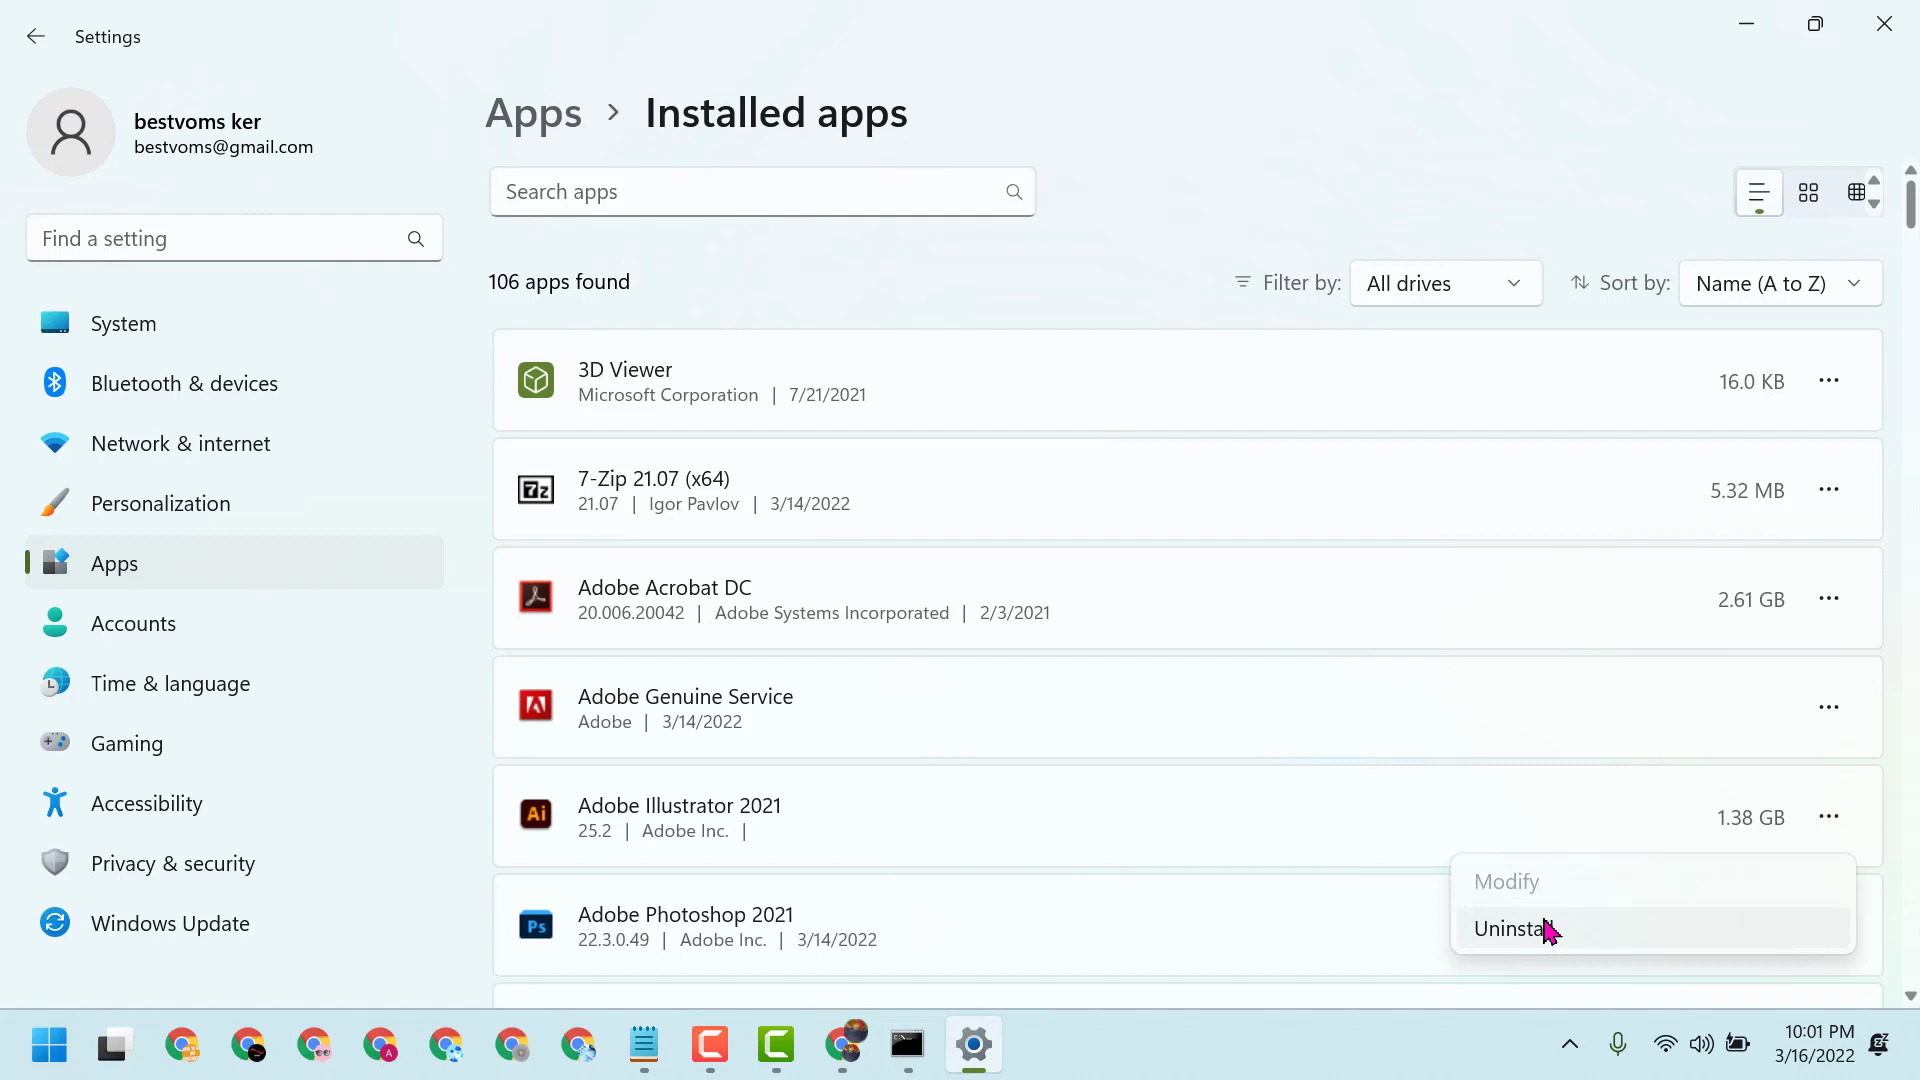 Settings
bestvoms ker
bestvoms@gmail.com
Find a setting
System
Bluetooth & devices
Network & internet
Personalization
Apps
Accounts
Time & language
Gaming
Accessibility
Privacy & security
Windows Update
Apps > Installed apps
Search apps
106 apps found
Filter by: All drives
Sort by: Name (A to Z)
3D Viewer
Microsoft Corporation | 7/21/2021
16.0 KB
7-Zip 21.07 (x64)
21.07 | Igor Pavlov | 3/14/2022
5.32 MB
Adobe Acrobat DC
20.006.20042 | Adobe Systems Incorporated | 2/3/2021
2.61 GB
Adobe Genuine Service
Adobe | 3/14/2022
Adobe Illustrator 2021
25.2 | Adobe Inc. |
1.38 GB
Modify
Uninstall
Adobe Photoshop 2021
22.3.0.49 | Adobe Inc. | 3/14/2022
10:01 PM
3/16/2022